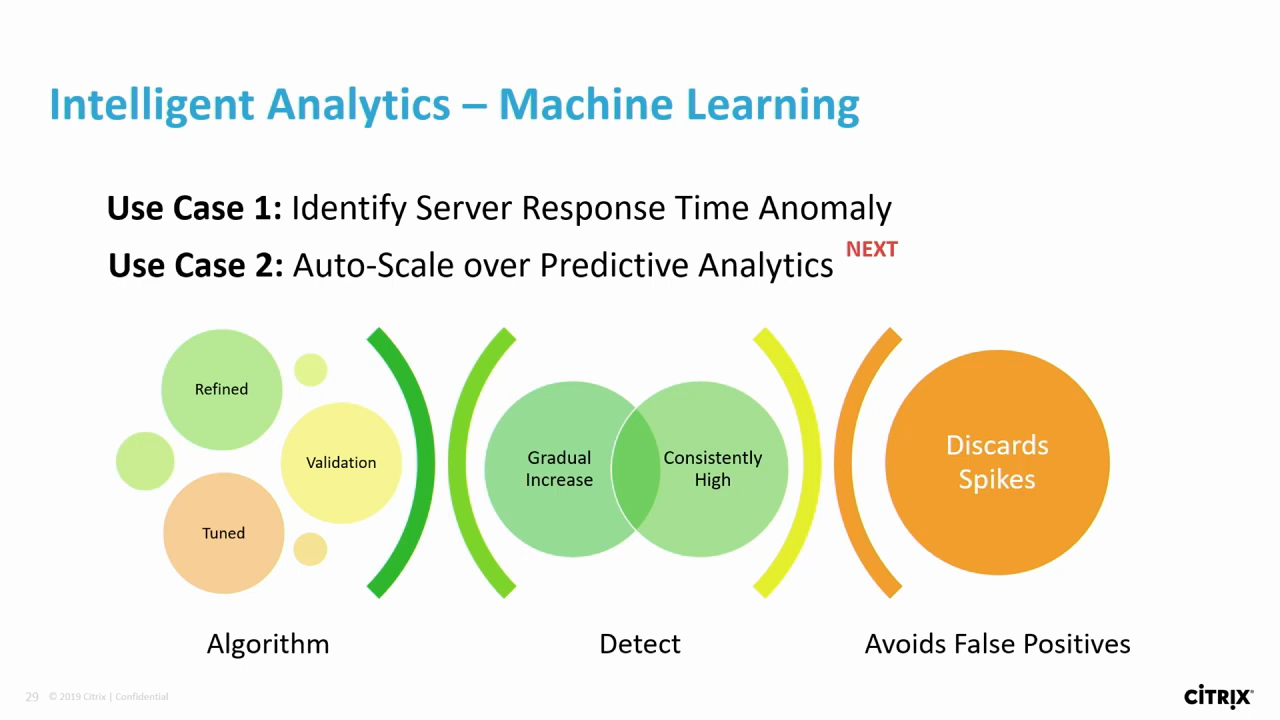 Intelligent Analytics – Machine Learning
Use Case 1: Identify Server Response Time Anomaly
Use Case 2: Auto-Scale over Predictive Analytics NEXT
Refined
Validation
Tuned
Gradual
Increase
Consistently
High
Discards
Spikes
Algorithm
Detect
Avoids False Positives
29 © 2019 Citrix | Confidential
CİTRIX